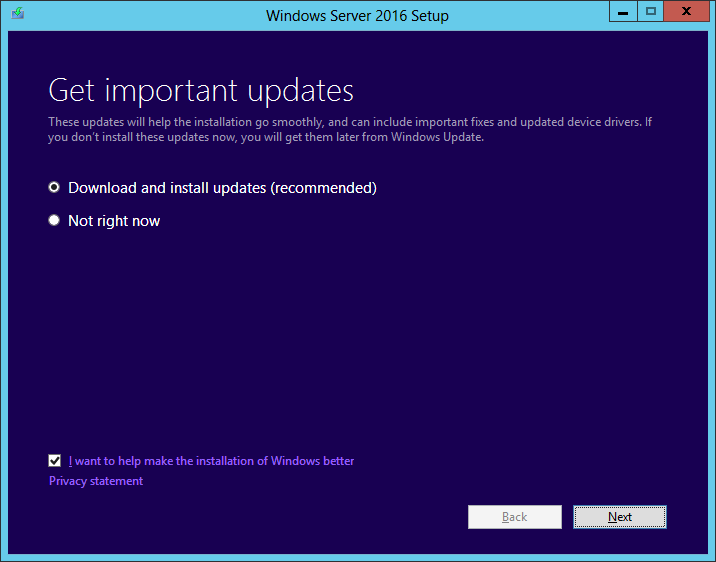 Windows Server 2016 Setup
Get important updates
These updates will help the installation go smoothly, and can include important fixes and updated device drivers. If
you don't install these updates now, you will get them later from Windows Update.
Download and install updates (recommended)
Not right now
I want to help make the installation of Windows better
Privacy statement
Back
Next